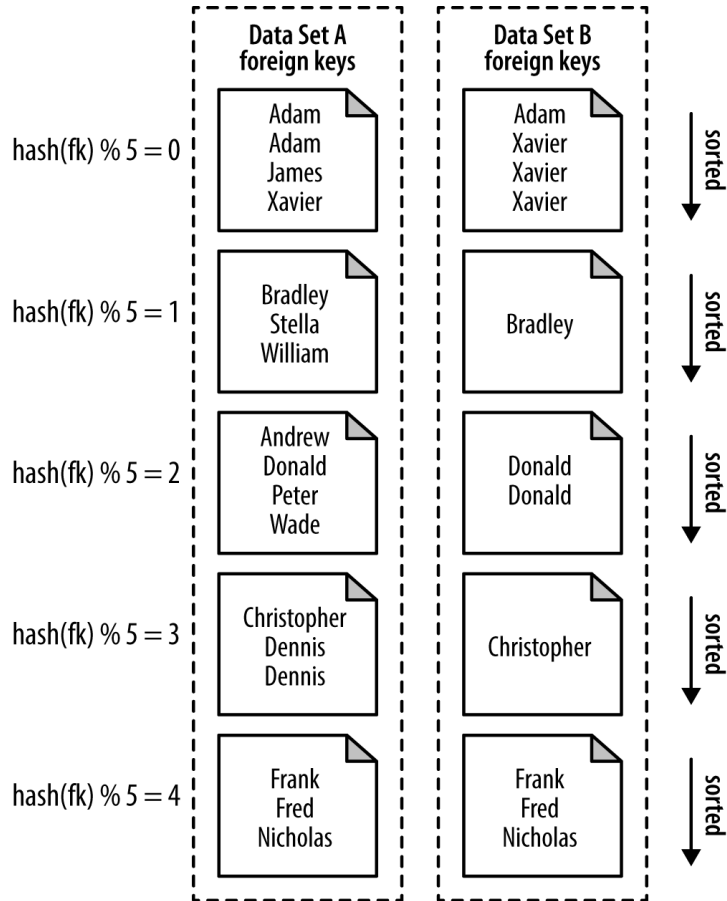 Data Set A
foreign keys
Data Set B
foreign keys
hash(fk) % 5 = 0
Adam
Adam
James
Xavier
Adam
Xavier
Xavier
Xavier
sorted
hash(fk) % 5 = 1
Bradley
Stella
William
Bradley
sorted
hash(fk) % 5 = 2
Andrew
Donald
Peter
Wade
Donald
Donald
sorted
hash(fk) % 5 = 3
Christopher
Dennis
Dennis
Christopher
sorted
hash(fk) % 5 = 4
Frank
Fred
Nicholas
Frank
Fred
Nicholas
sorted